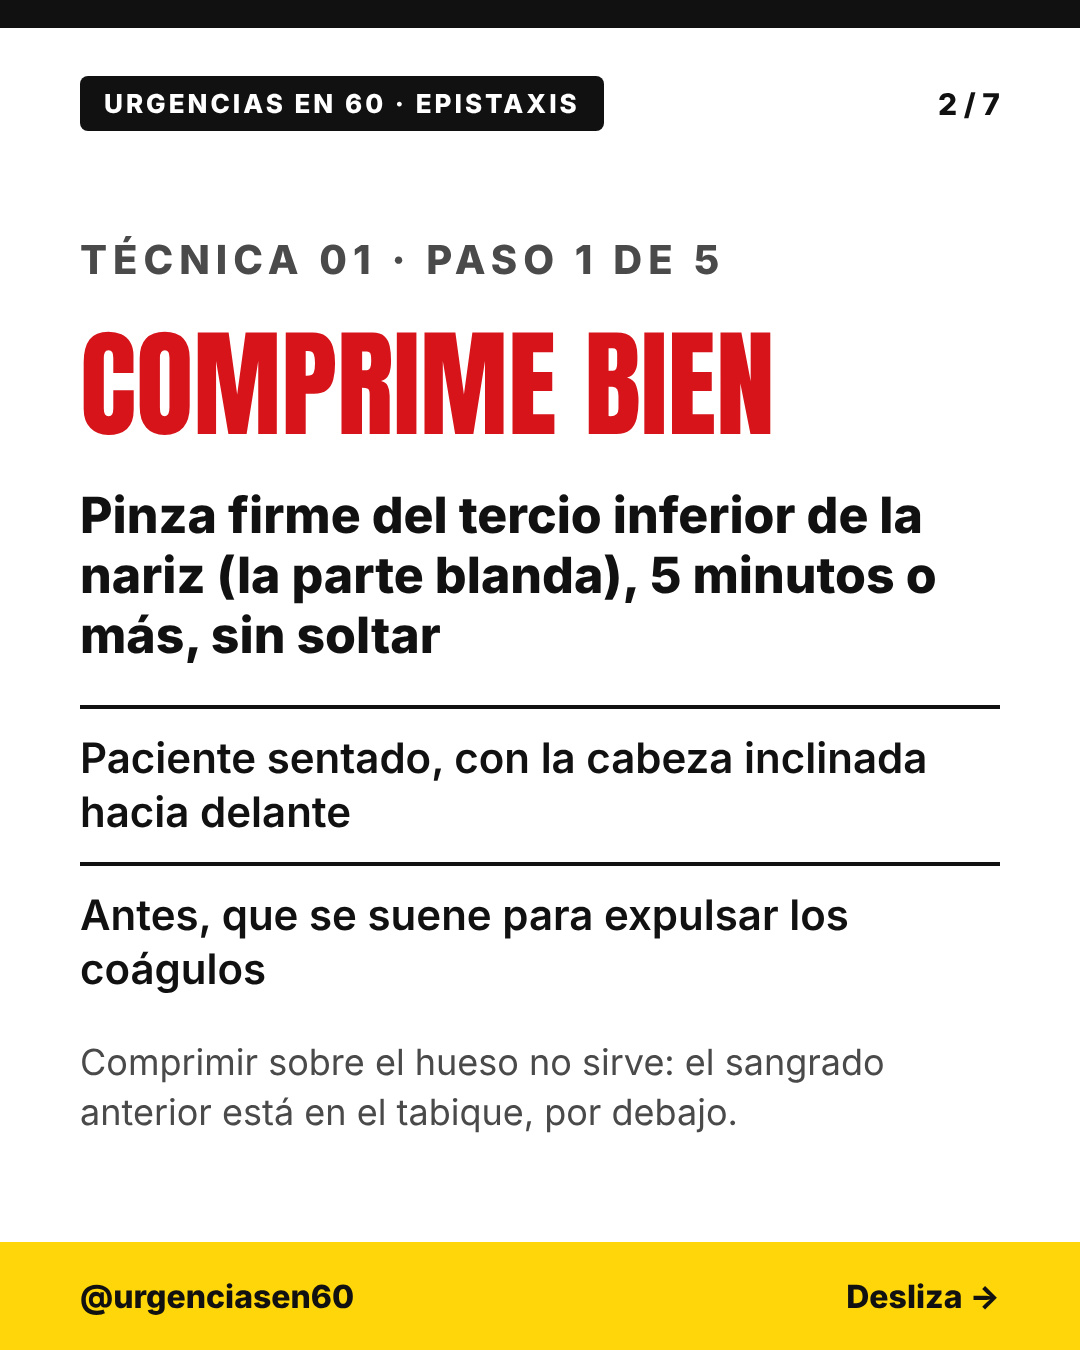 URGENCIAS EN 60 · EPISTAXIS
2 / 7
TÉCNICA 01 · PASO 1 DE 5
COMPRIME BIEN
Pinza firme del tercio inferior de la
nariz (la parte blanda), 5 minutos o
más, sin soltar
Paciente sentado, con la cabeza inclinada
hacia delante
Antes, que se suene para expulsar los
coágulos
Comprimir sobre el hueso no sirve: el sangrado
anterior está en el tabique, por debajo.
@urgenciasen60
Desliza →